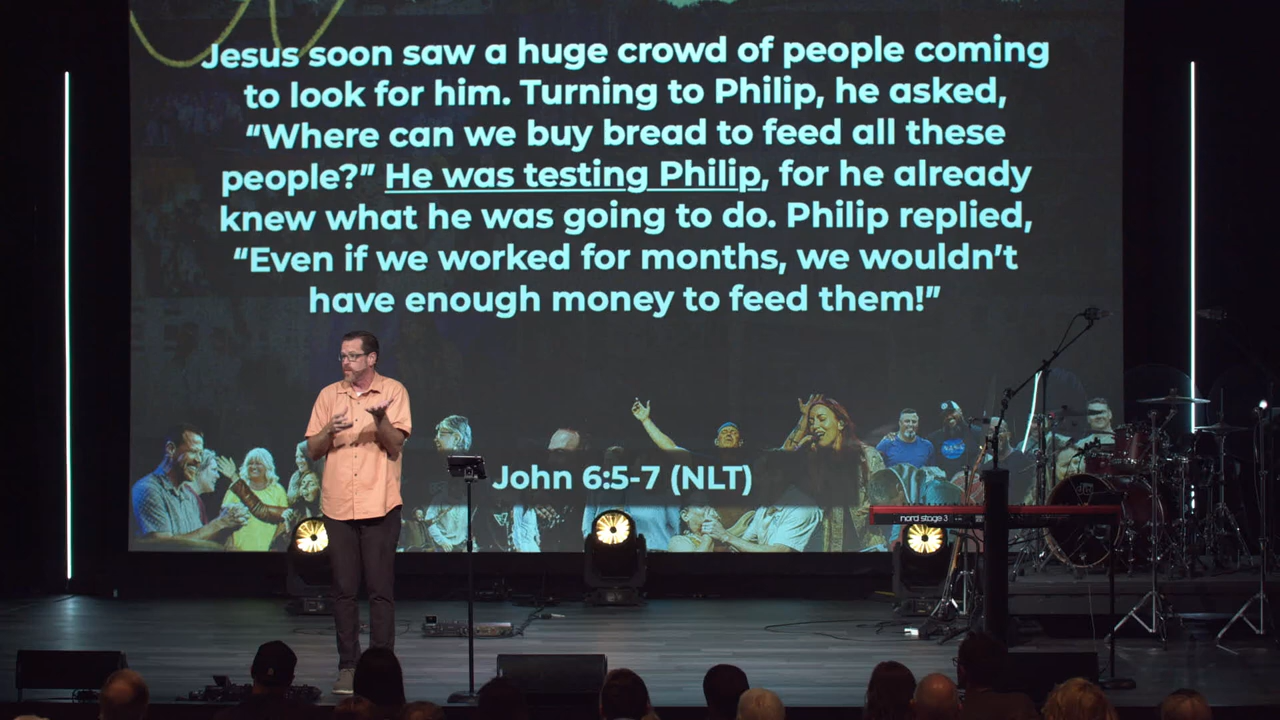 Jesus soon saw a huge crowd of people coming
to look for him. Turning to Philip, he asked,
“Where can we buy bread to feed all these
people?” He was testing Philip, for he already
knew what he was going to do. Philip replied,
“Even if we worked for months, we wouldn’t
have enough money to feed them!”
John 6:5-7 (NLT)
NASA
nord stage 3